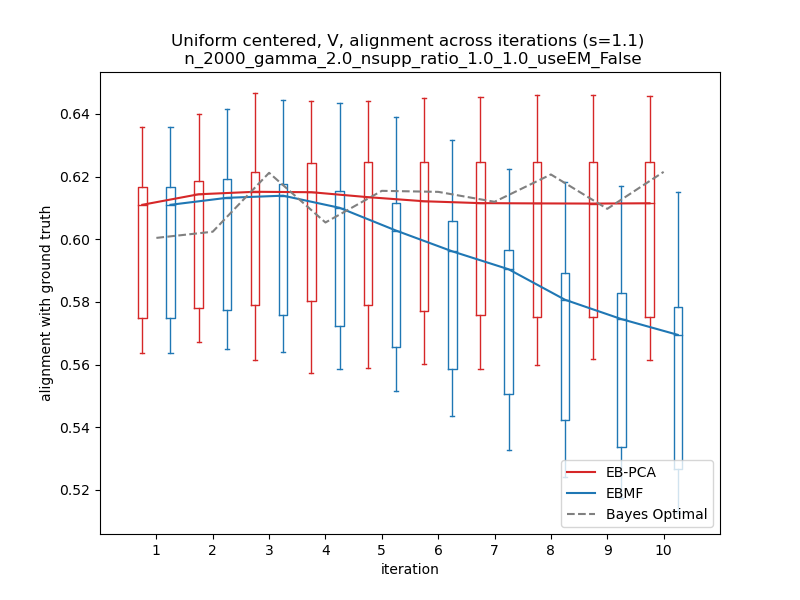 Uniform centered, V, alignment across iterations (s=1.1)
n_2000_gamma_2.0_nsupp_ratio_1.0_1.0_useEM_False
alignment with ground truth
0.64
0.62
0.60
0.58
0.56
0.54
0.52
EB-PCA
EBMF
Bayes Optimal
1 2 3 4 5 6 7 8 9 10
iteration